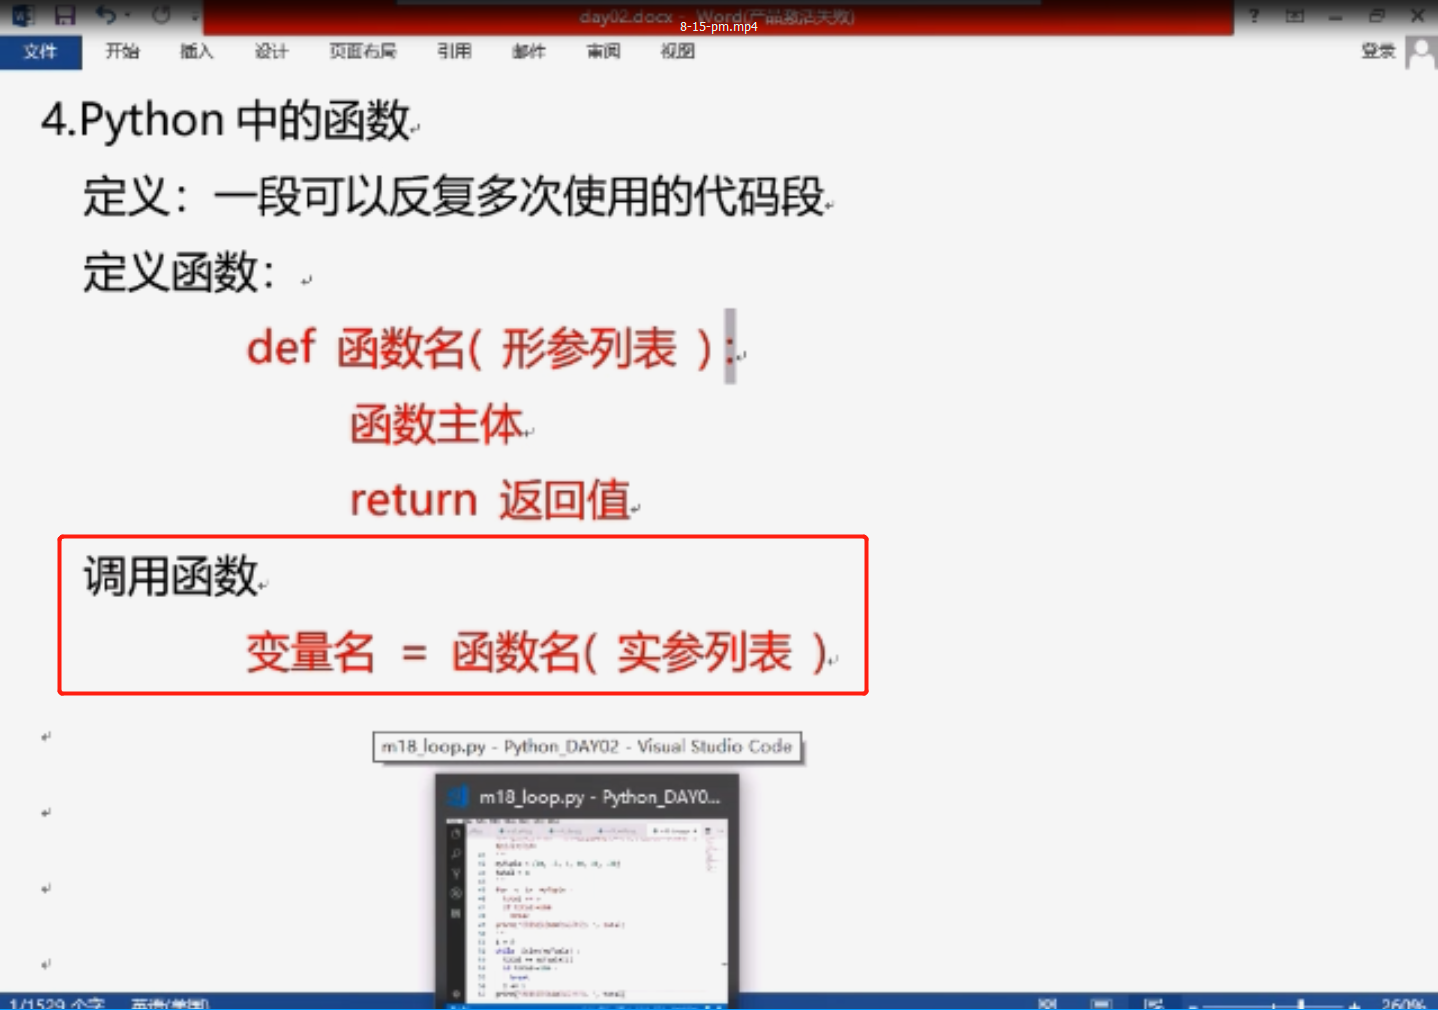 day02.docx - Word(产品激活失败)
8-15-pm.mp4
文件 开始 插入 设计 页面布局 引用 邮件 审阅 视图 登录
4.Python 中的函数
定义：一段可以反复多次使用的代码段
定义函数：
def 函数名( 形参列表 ) :
函数主体
return 返回值
调用函数
变量名 = 函数名( 实参列表 )
m18_loop.py - Python_DAY02 - Visual Studio Code
m18_loop.py - Python_DAY0...
1/1529 个字 英语(美国) 260%